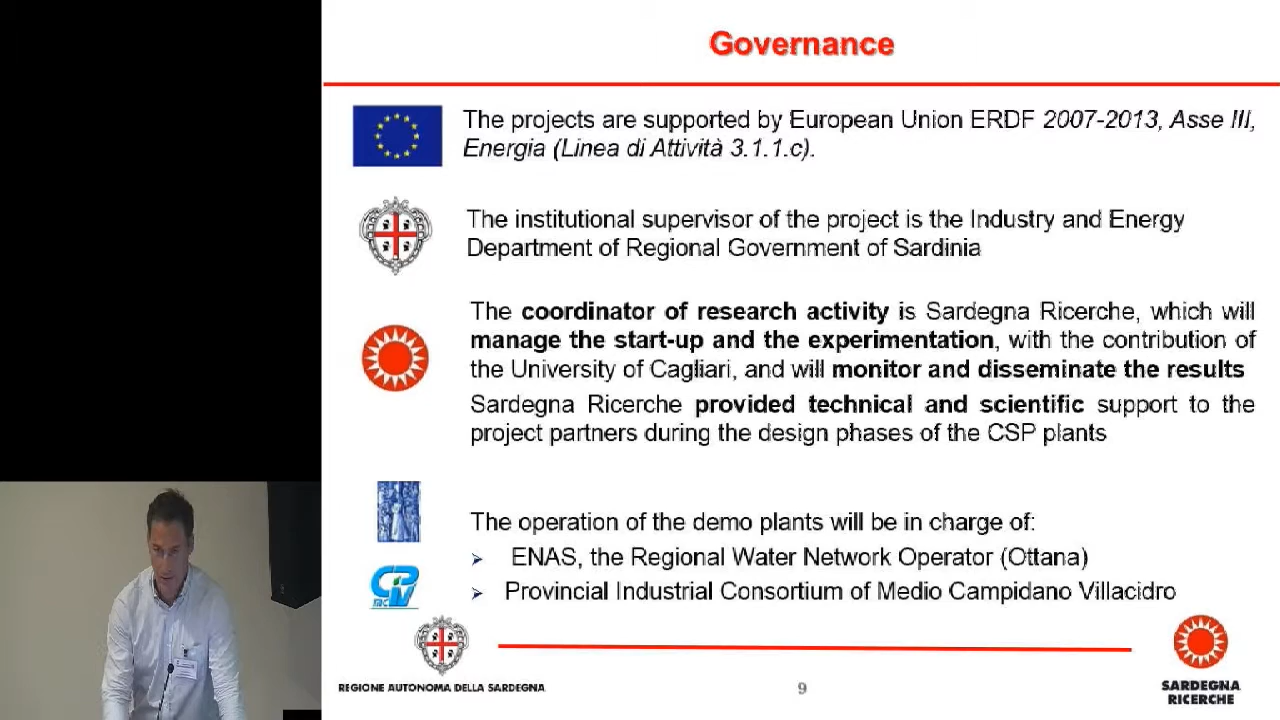 Governance
The projects are supported by European Union ERDF 2007-2013, Asse III,
Energia (Linea di Attività 3.1.1.c).
The institutional supervisor of the project is the Industry and Energy
Department of Regional Government of Sardinia
The coordinator of research activity is Sardegna Ricerche, which will
manage the start-up and the experimentation, with the contribution of
the University of Cagliari, and will monitor and disseminate the results
Sardegna Ricerche provided technical and scientific support to the
project partners during the design phases of the CSP plants
The operation of the demo plants will be in charge of:
ENAS, the Regional Water Network Operator (Ottana)
Provincial Industrial Consortium of Medio Campidano Villacidro
REGIONE AUTONOMA DELLA SARDEGNA
9
SARDEGNA
RICERCHE